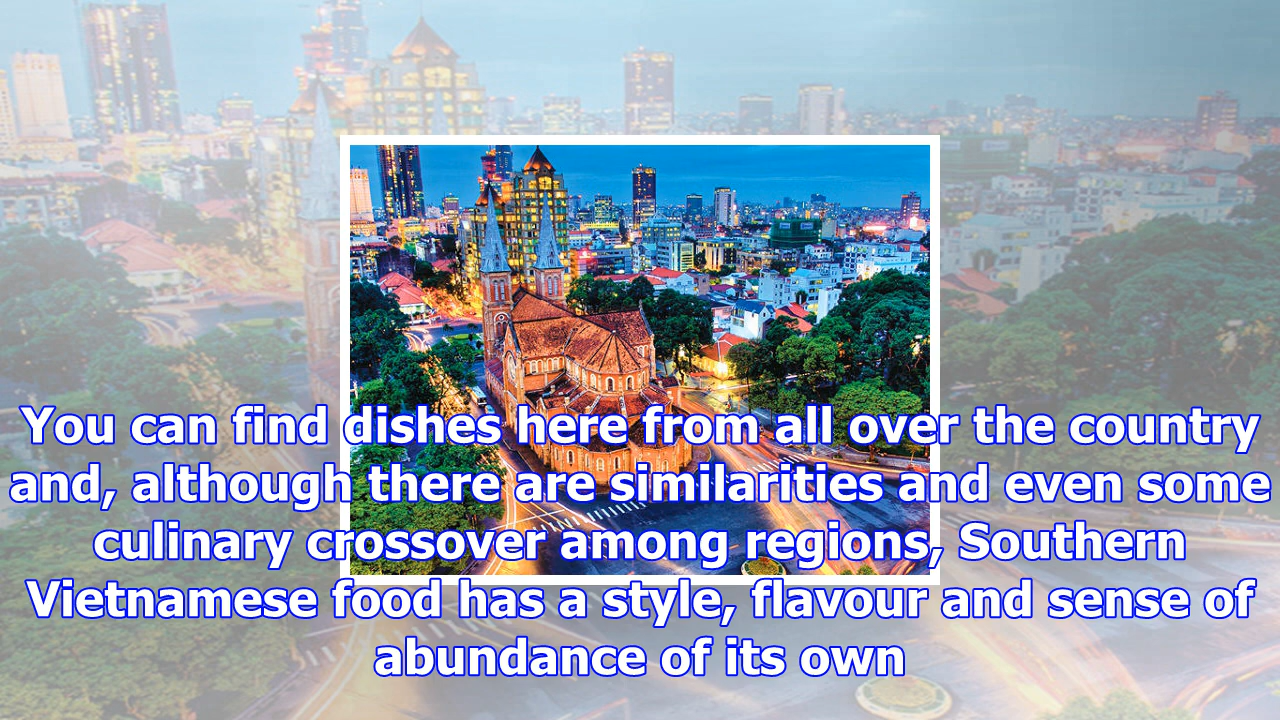 You can find dishes here from all over the country
and, although there are similarities and even some
culinary crossover among regions, Southern
Vietnamese food has a style, flavour and sense of
abundance of its own